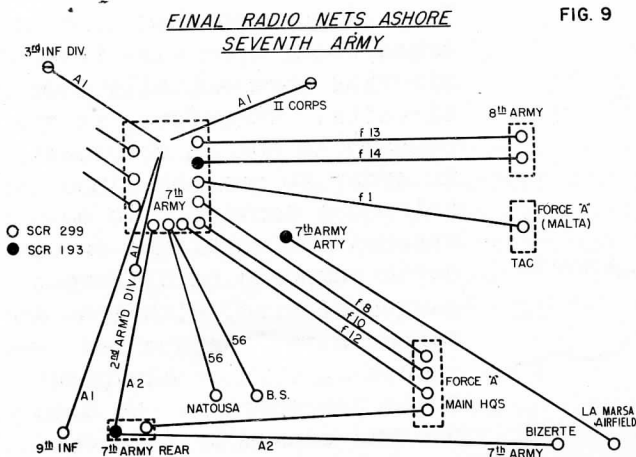 FINAL RADIO NETS ASHORE
SEVENTH ARMY
FIG. 9
3rd INF DIV.
A1
A1
II CORPS
8th ARMY
f 13
f 14
7th
ARMY
f 1
FORCE "A"
(MALTA)
TAC
SCR 299
SCR 193
7th ARMY
ARTY
A1
2nd ARM'D DIV
f 8
f 10
f 12
56
56
A1
A2
NATOUSA
B.S.
FORCE "A"
MAIN HQ'S
LA MARSA
AIRFIELD
9th INF
7th ARMY REAR
A2
BIZERTE
7th ARMY